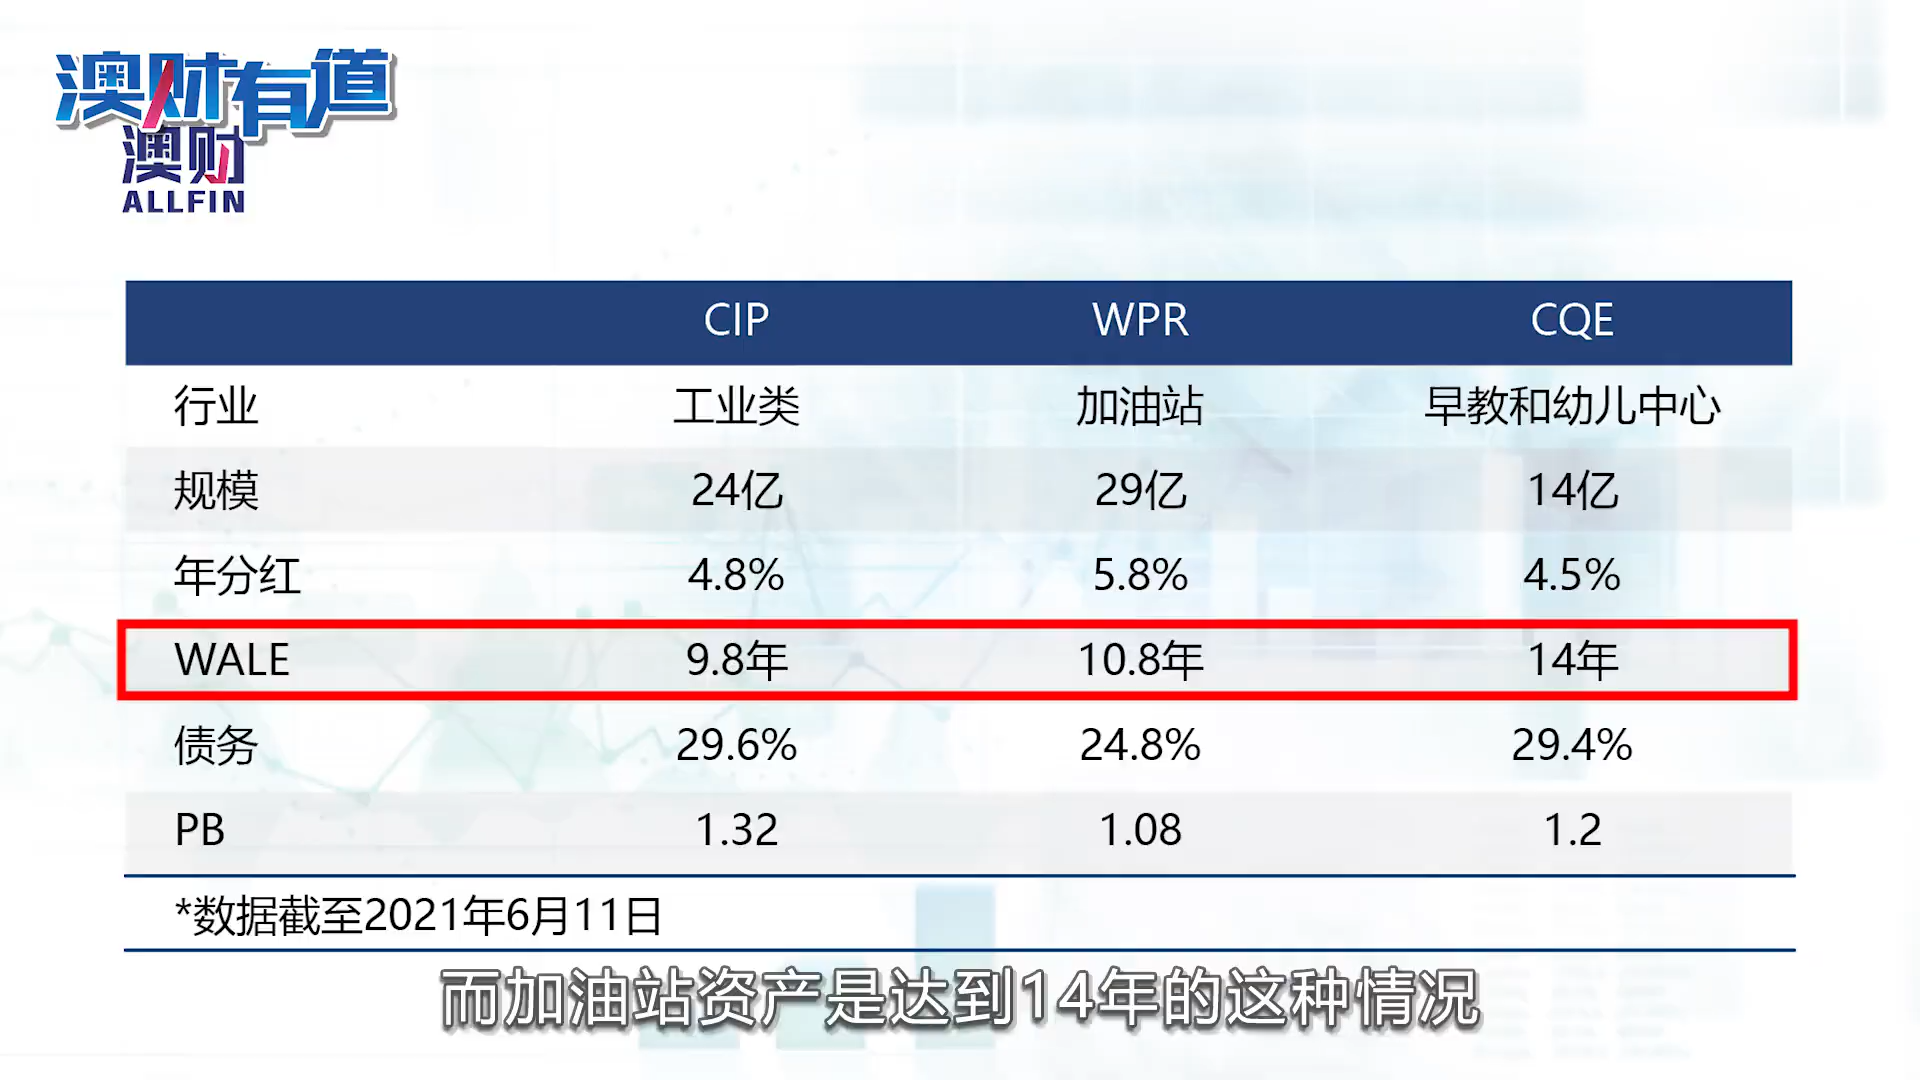 澳财有道
澳财
ALLFIN
CIP WPR CQE
行业 工业类 加油站 早教和幼儿中心
规模 24亿 29亿 14亿
年分红 4.8% 5.8% 4.5%
WALE 9.8年 10.8年 14年
债务 29.6% 24.8% 29.4%
PB 1.32 1.08 1.2
*数据截至2021年6月11日
而加油站资产是达到14年的这种情况